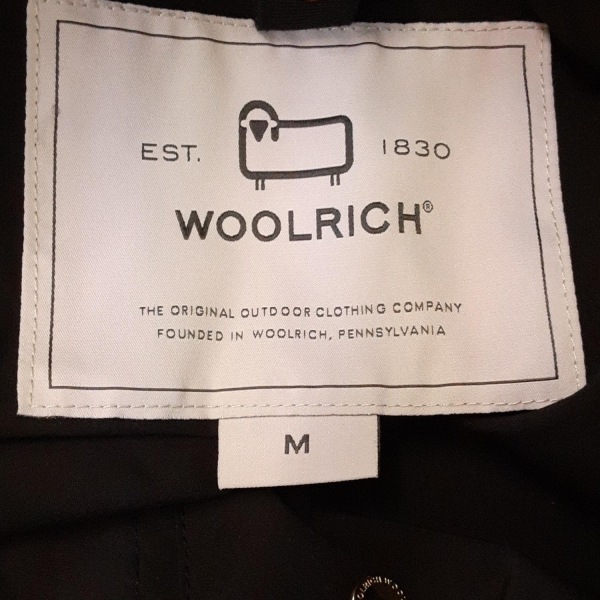 EST. 1830
WOOLRICH®
THE ORIGINAL OUTDOOR CLOTHING COMPANY
FOUNDED IN WOOLRICH, PENNSYLVANIA
M